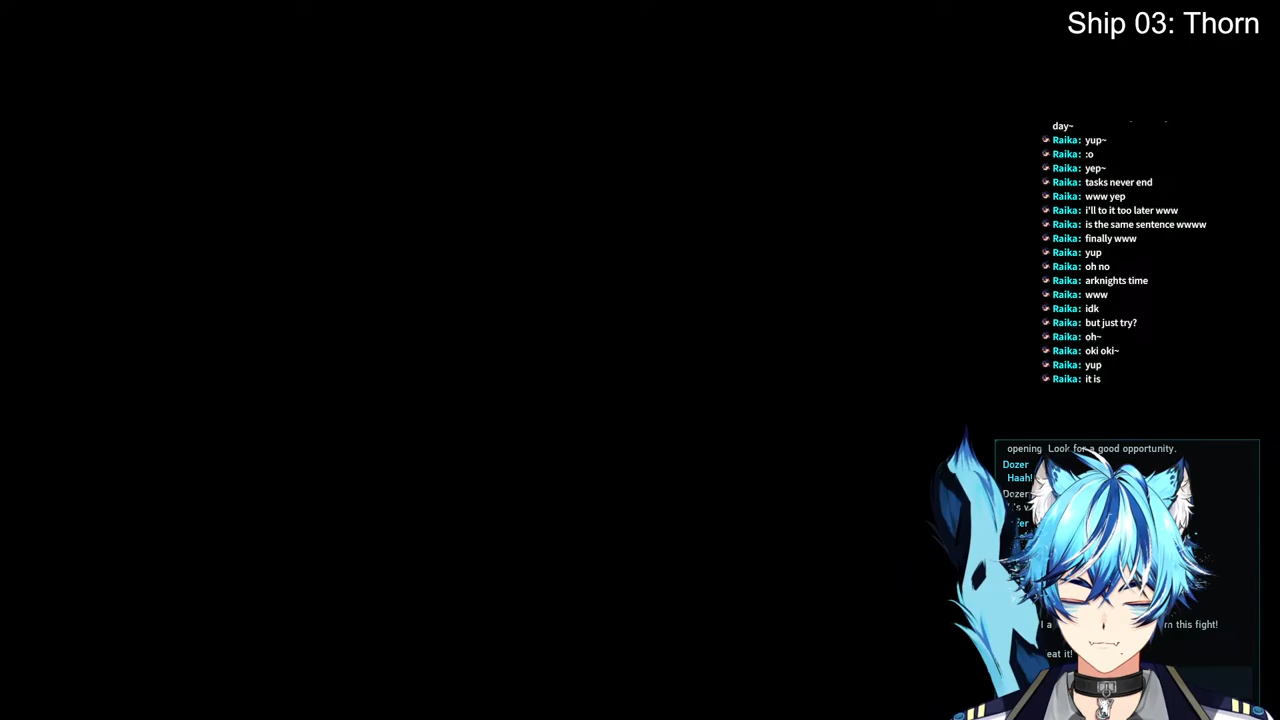 Ship 03: Thorn
day~
Raika: yup~
Raika: :o
Raika: yep~
Raika: tasks never end
Raika: www yep
Raika: i'll to it too later www
Raika: is the same sentence wwww
Raika: finally www
Raika: yup
Raika: oh no
Raika: arknights time
Raika: www
Raika: idk
Raika: but just try?
Raika: oh~
Raika: oki oki~
Raika: yup
Raika: it is
opening. Look for a good opportunity.
Dozer
Haah!
Dozer
this fight!
eat it!